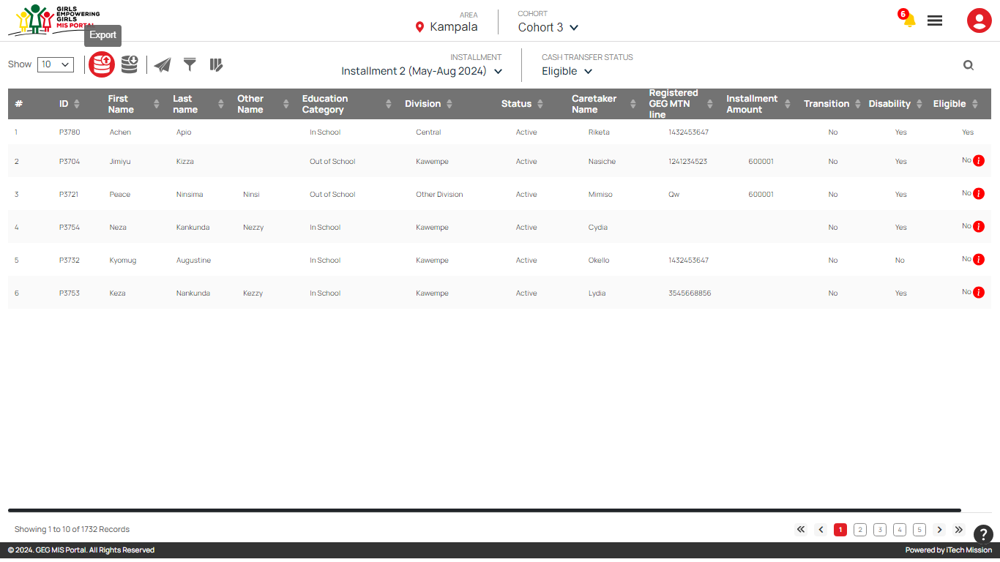 GIRLS
EMPOWERING
GIRLS
MIS PORTAL
Export
AREA
Kampala
COHORT
Cohort 3
6
Show 10
INSTALLMENT
Installment 2 (May-Aug 2024)
CASH TRANSFER STATUS
Eligible
# ID First Name Last name Other Name Education Category Division Status Caretaker Name Registered GEG MTN line Installment Amount Transition Disability Eligible
1 P3780 Achen Apio In School Central Active Riketa 1432453647 No Yes Yes
2 P3704 Jimiyu Kizza Out of School Kawempe Active Nasiche 1241234523 600001 No Yes No i
3 P3721 Peace Ninsima Ninsi Out of School Other Division Active Mimiso Qw 600001 No Yes No i
4 P3754 Neza Kankunda Nezzy In School Kawempe Active Cydia No Yes No i
5 P3732 Kyomug Augustine In School Kawempe Active Okello 1432453647 No No No i
6 P3753 Keza Nankunda Kezzy In School Kawempe Active Lydia 3545668856 No Yes No i
Showing 1 to 10 of 1732 Records
1 2 3 4 5
?
© 2024. GEG MIS Portal. All Rights Reserved
Powered by iTech Mission